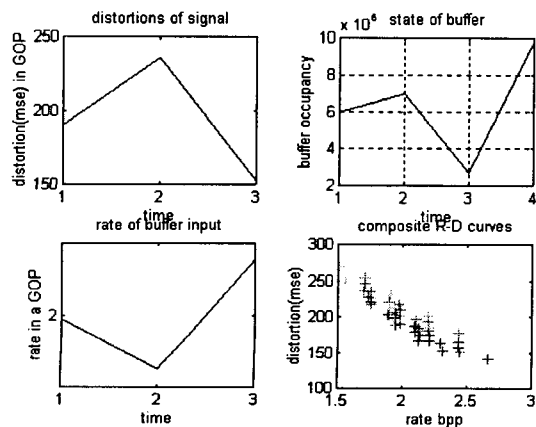 distortions of signal
250
200
150
distortion(mse) in GOP
1 2 3
time
state of buffer
10 x 10^6
8
6
4
2
buffer occupancy
1 2 3 4
time
rate of buffer input
2
rate in a GOP
1 2 3
time
composite R-D curves
300
250
200
150
100
distortion(mse)
1.5 2 2.5 3
rate bpp